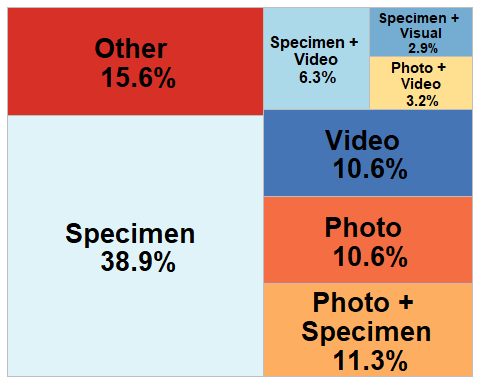 Other
15.6%
Specimen +
Video
6.3%
Specimen +
Visual
2.9%
Photo +
Video
3.2%
Specimen
38.9%
Video
10.6%
Photo
10.6%
Photo +
Specimen
11.3%